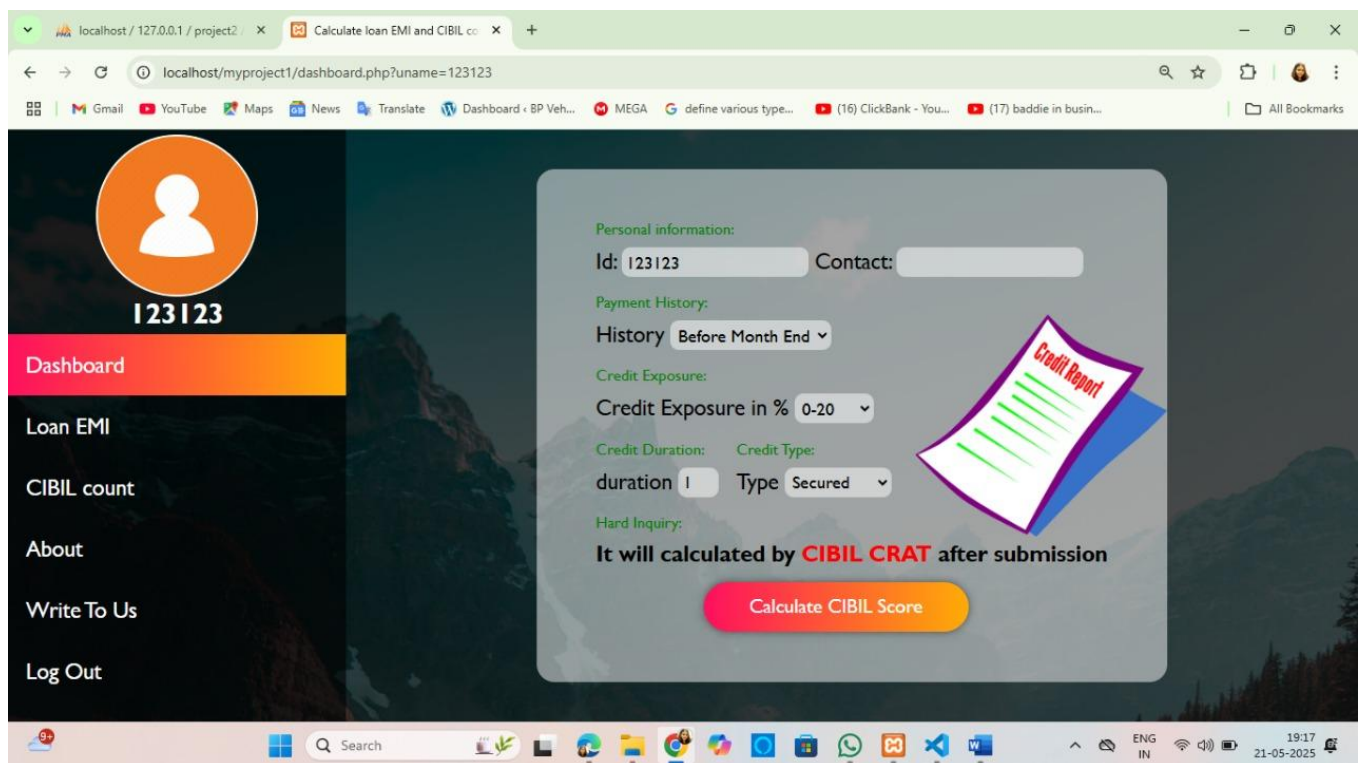 localhost / 127.0.0.1 / project2 /
Calculate loan EMI and CIBIL co
localhost/myproject1/dashboard.php?uname=123123
Gmail YouTube Maps News Translate Dashboard ‹ BP Veh... MEGA define various type... (16) ClickBank - You... (17) baddie in busin... All Bookmarks
123123
Dashboard
Loan EMI
CIBIL count
About
Write To Us
Log Out
Personal information:
Id: 123123 Contact:
Payment History:
History Before Month End
Credit Exposure:
Credit Exposure in % 0-20
Credit Duration: Credit Type:
duration 1 Type Secured
Hard Inquiry:
It will calculated by CIBIL CRAT after submission
Calculate CIBIL Score
Credit Report
9+
Search
ENG
IN
19:17
21-05-2025